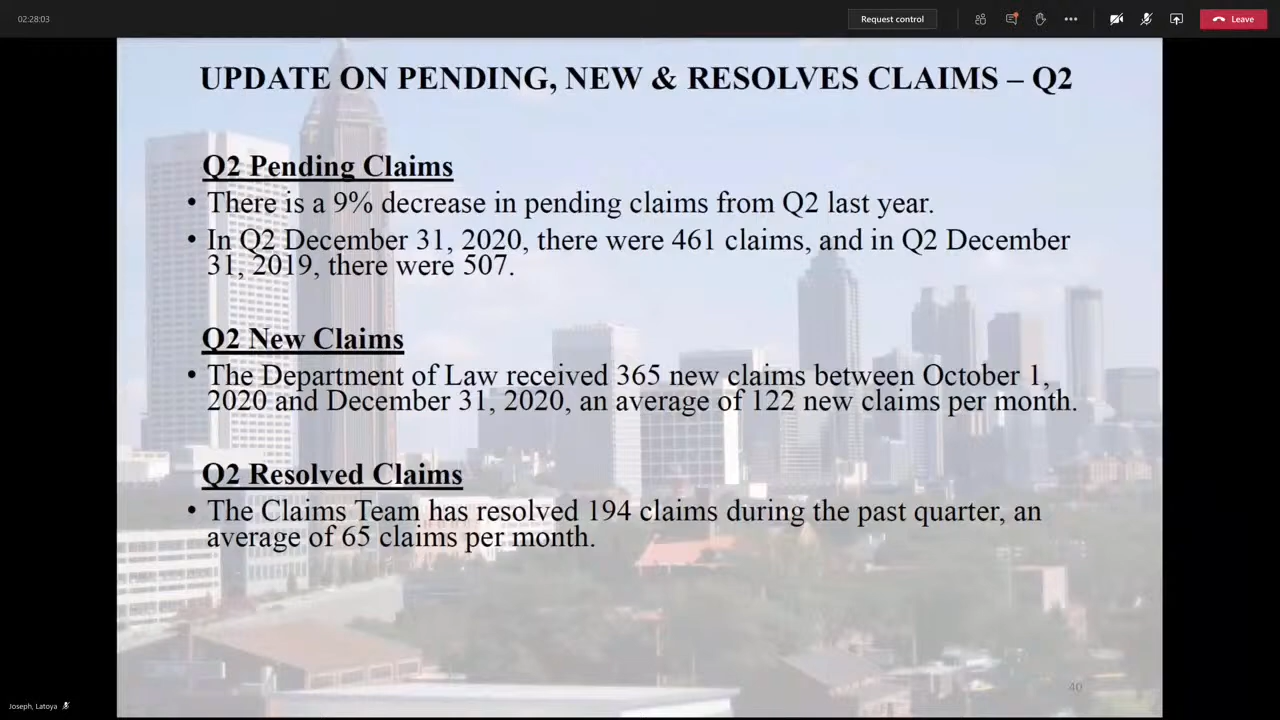 02:28:03
Request control
Leave
UPDATE ON PENDING, NEW & RESOLVES CLAIMS – Q2
Q2 Pending Claims
• There is a 9% decrease in pending claims from Q2 last year.
• In Q2 December 31, 2020, there were 461 claims, and in Q2 December
31, 2019, there were 507.
Q2 New Claims
• The Department of Law received 365 new claims between October 1,
2020 and December 31, 2020, an average of 122 new claims per month.
Q2 Resolved Claims
• The Claims Team has resolved 194 claims during the past quarter, an
average of 65 claims per month.
40
Joseph, Latoya